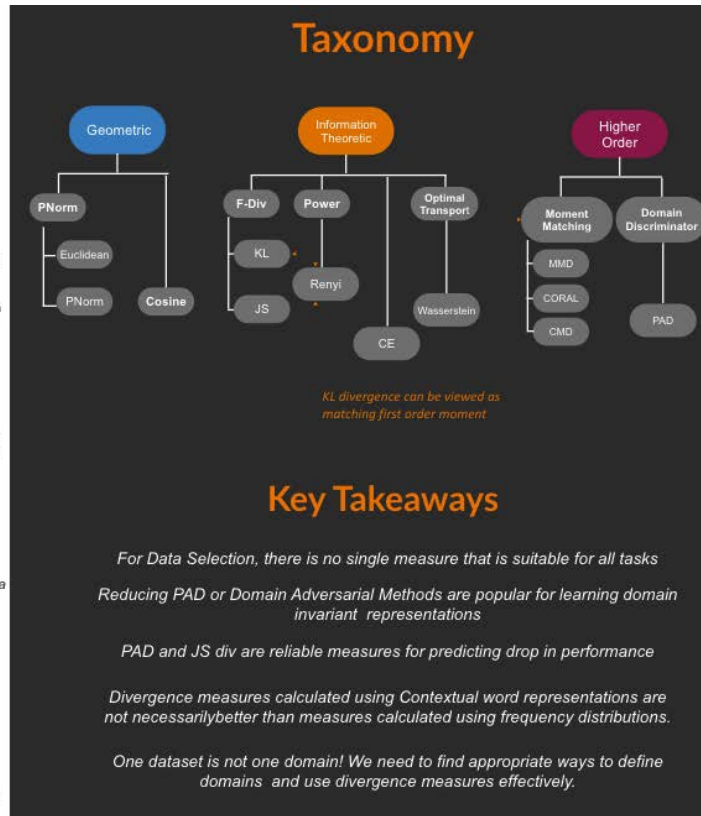 Taxonomy
Geometric
Information
Theoretic
Higher
Order
PNorm
Euclidean
PNorm
Cosine
F-Div
KL
JS
Power
Renyi
CE
Optimal
Transport
Wasserstein
Moment
Matching
MMD
CORAL
CMD
Domain
Discriminator
PAD
KL divergence can be viewed as
matching first order moment
Key Takeaways
For Data Selection, there is no single measure that is suitable for all tasks
Reducing PAD or Domain Adversarial Methods are popular for learning domain
invariant representations
PAD and JS div are reliable measures for predicting drop in performance
Divergence measures calculated using Contextual word representations are
not necessarilybetter than measures calculated using frequency distributions.
One dataset is not one domain! We need to find appropriate ways to define
domains and use divergence measures effectively.